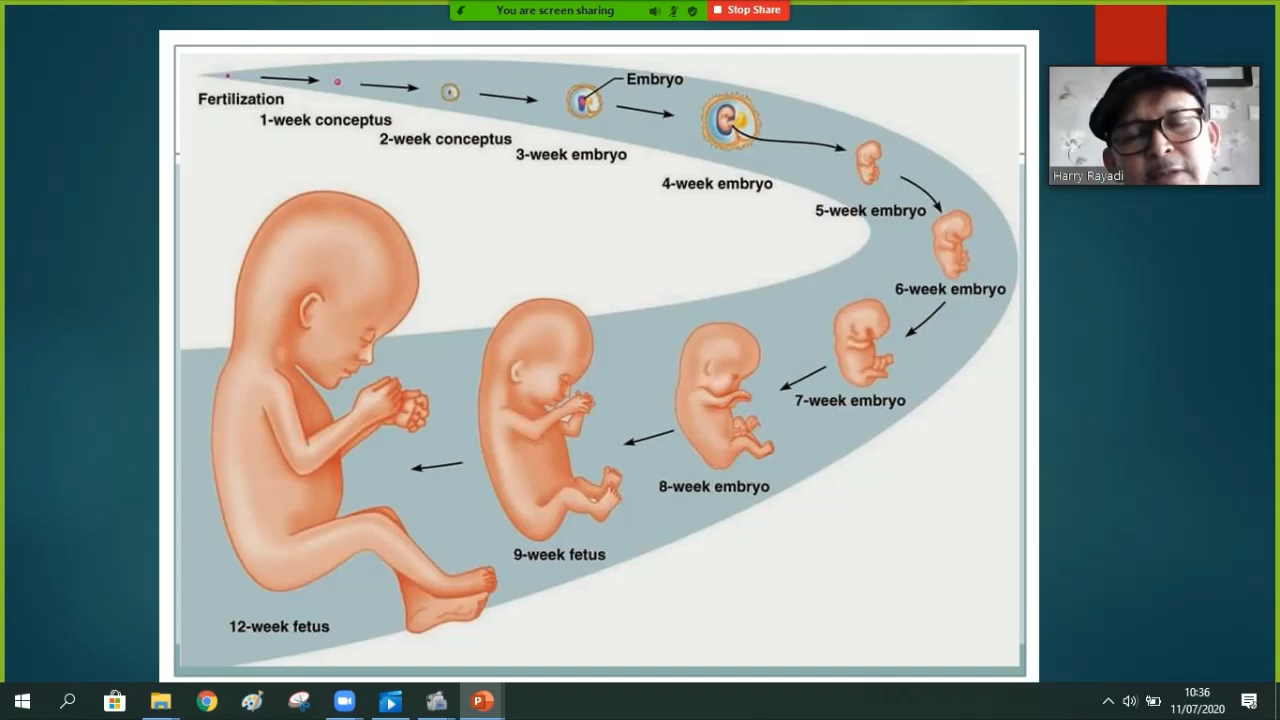 You are screen sharing
Stop Share
Embryo
Fertilization
1-week conceptus
2-week conceptus
3-week embryo
4-week embryo
5-week embryo
6-week embryo
7-week embryo
8-week embryo
9-week fetus
12-week fetus
Harry Rayadi
10:36
11/07/2020